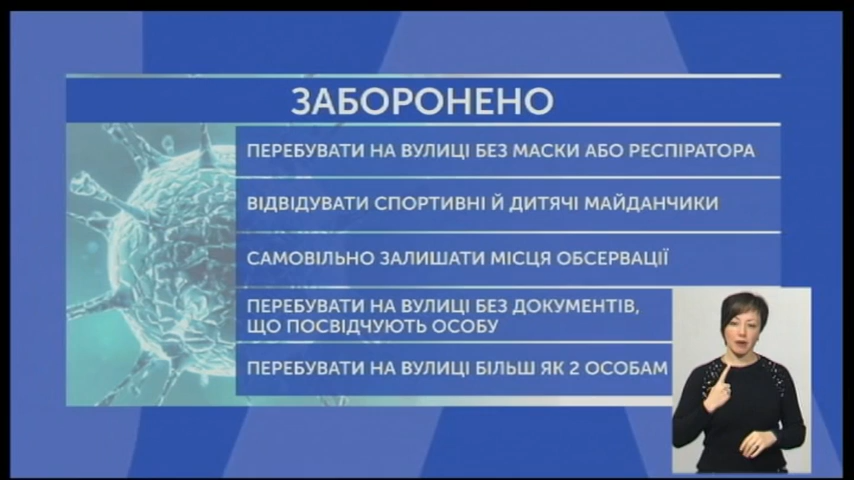 ЗАБОРОНЕНО
ПЕРЕБУВАТИ НА ВУЛИЦІ БЕЗ МАСКИ АБО РЕСПІРАТОРА
ВІДВІДУВАТИ СПОРТИВНІ Й ДИТЯЧІ МАЙДАНЧИКИ
САМОВІЛЬНО ЗАЛИШАТИ МІСЦЯ ОБСЕРВАЦІЇ
ПЕРЕБУВАТИ НА ВУЛИЦІ БЕЗ ДОКУМЕНТІВ,
ЩО ПОСВІДЧУЮТЬ ОСОБУ
ПЕРЕБУВАТИ НА ВУЛИЦІ БІЛЬШ ЯК 2 ОСОБАМ